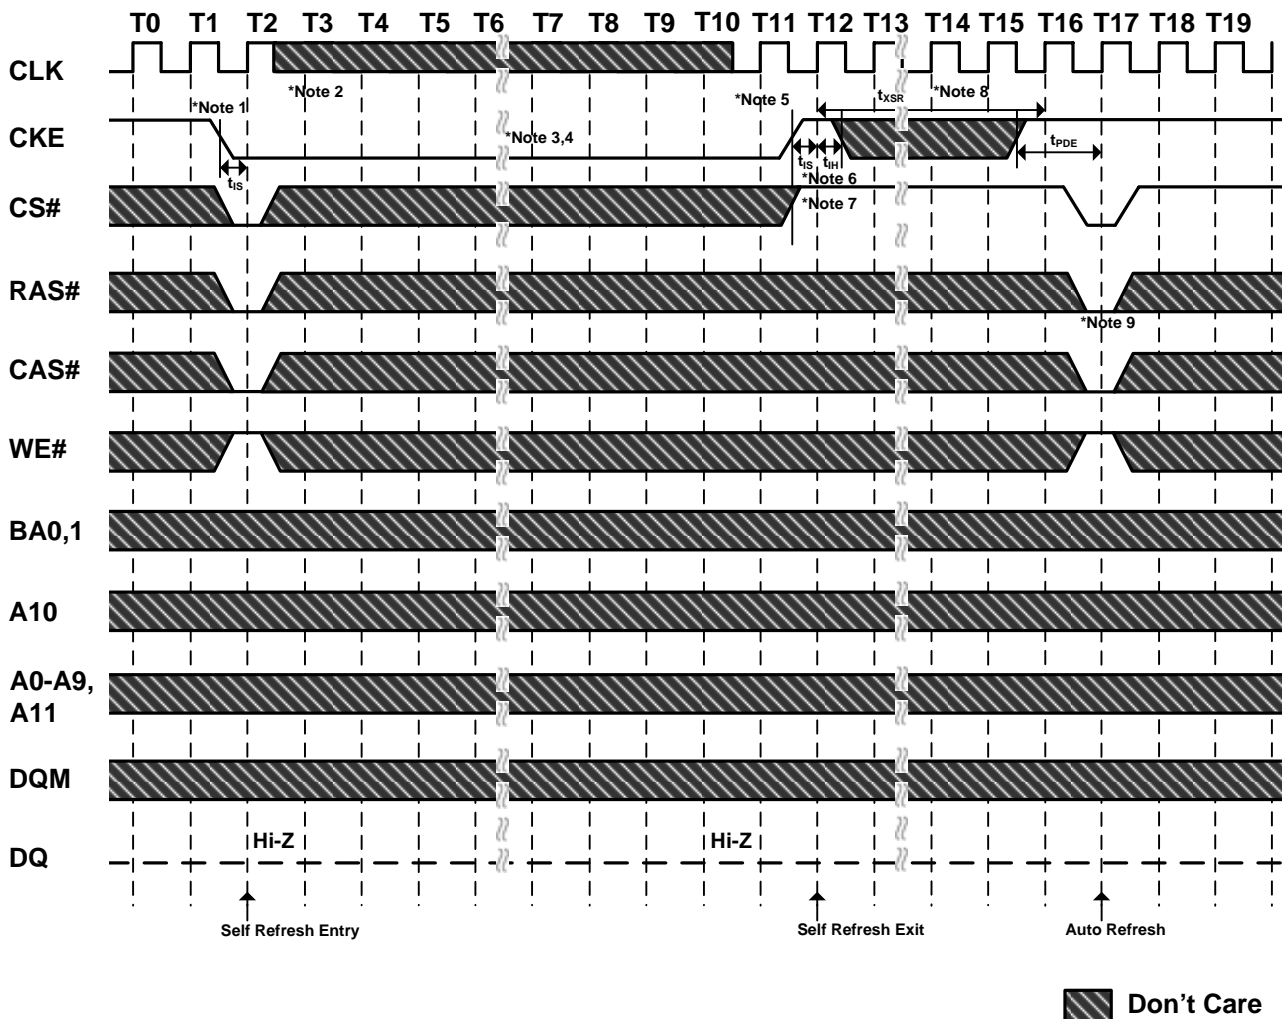 T0 T1 T2 T3 T4 T5 T6 T7 T8 T9 T10 T11 T12 T13 T14 T15 T16 T17 T18 T19
CLK
*Note 2
*Note 1 *Note 5 tXSR *Note 8
CKE
*Note 3,4 tPDE
tIS tIS tIH
*Note 6
CS#
*Note 7
RAS#
*Note 9
CAS#
WE#
BA0,1
A10
A0-A9,
A11
DQM
Hi-Z Hi-Z
DQ
Self Refresh Entry Self Refresh Exit Auto Refresh
Don't Care